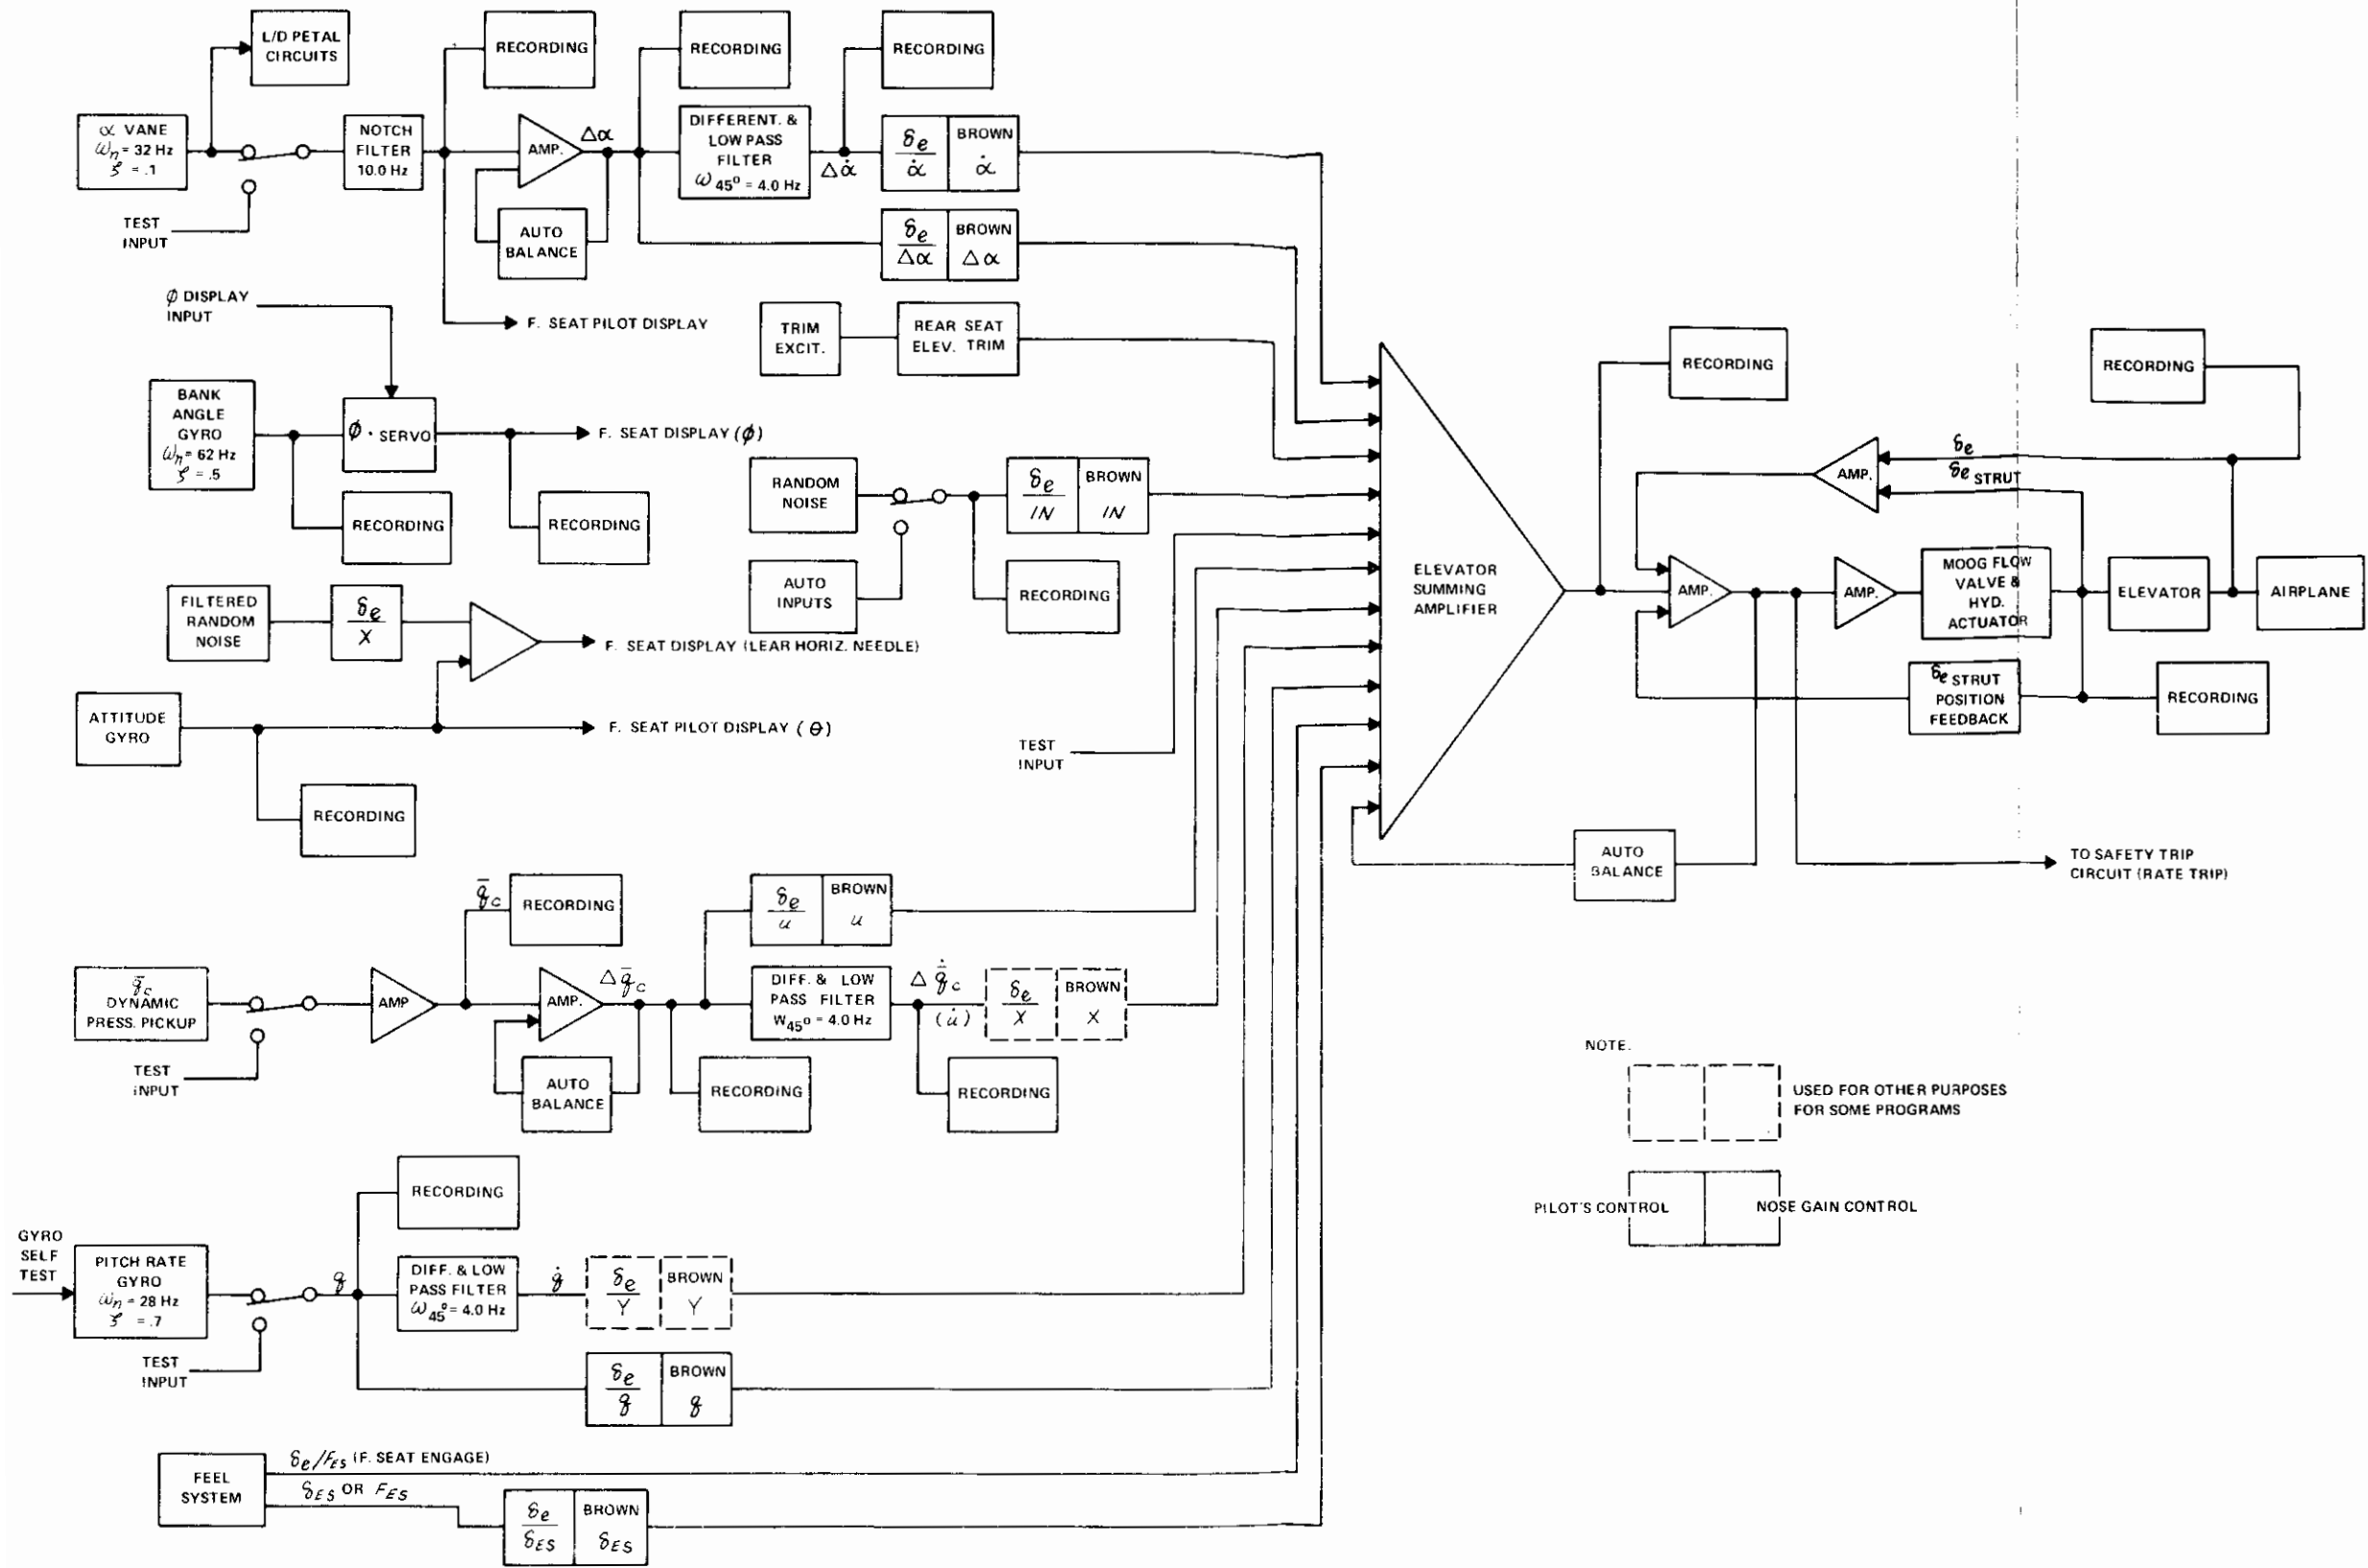 L/D PETAL
CIRCUITS
RECORDING
RECORDING
RECORDING
α VANE
ωn = 32 Hz
ζ = .1
NOTCH
FILTER
10.0 Hz
AMP.
Δα
DIFFERENT. &
LOW PASS
FILTER
ω 45° = 4.0 Hz
Δα̇
δe
α̇
BROWN
α̇
TEST
INPUT
AUTO
BALANCE
δe
Δα
BROWN
Δα
ϕ DISPLAY
INPUT
F. SEAT PILOT DISPLAY
TRIM
EXCIT.
REAR SEAT
ELEV. TRIM
BANK
ANGLE
GYRO
ωn = 62 Hz
ζ = .5
ϕ · SERVO
F. SEAT DISPLAY (ϕ)
RECORDING
RECORDING
RANDOM
NOISE
δe
IN
BROWN
IN
AUTO
INPUTS
RECORDING
FILTERED
RANDOM
NOISE
δe
X
F. SEAT DISPLAY (LEAR HORIZ. NEEDLE)
ATTITUDE
GYRO
F. SEAT PILOT DISPLAY (θ)
RECORDING
TEST
INPUT
ELEVATOR
SUMMING
AMPLIFIER
RECORDING
RECORDING
AMP.
δe
δe STRUT
AMP.
AMP.
MOOG FLOW
VALVE &
HYD.
ACTUATOR
ELEVATOR
AIRPLANE
δe STRUT
POSITION
FEEDBACK
RECORDING
AUTO
BALANCE
TO SAFETY TRIP
CIRCUIT (RATE TRIP)
q̄c
RECORDING
δe
u
BROWN
u
q̄c
DYNAMIC
PRESS. PICKUP
AMP
AMP.
Δq̄c
DIFF. & LOW
PASS FILTER
W45° = 4.0 Hz
Δq̄̇c
(u̇)
δe
X
BROWN
X
TEST
INPUT
AUTO
BALANCE
RECORDING
RECORDING
NOTE.
USED FOR OTHER PURPOSES
FOR SOME PROGRAMS
PILOT'S CONTROL
NOSE GAIN CONTROL
RECORDING
GYRO
SELF
TEST
PITCH RATE
GYRO
ωn = 28 Hz
ζ = .7
q
DIFF. & LOW
PASS FILTER
ω45° = 4.0 Hz
q̇
δe
Y
BROWN
Y
TEST
INPUT
δe
q
BROWN
q
FEEL
SYSTEM
δe/FES (F. SEAT ENGAGE)
δES OR FES
δe
δES
BROWN
δES